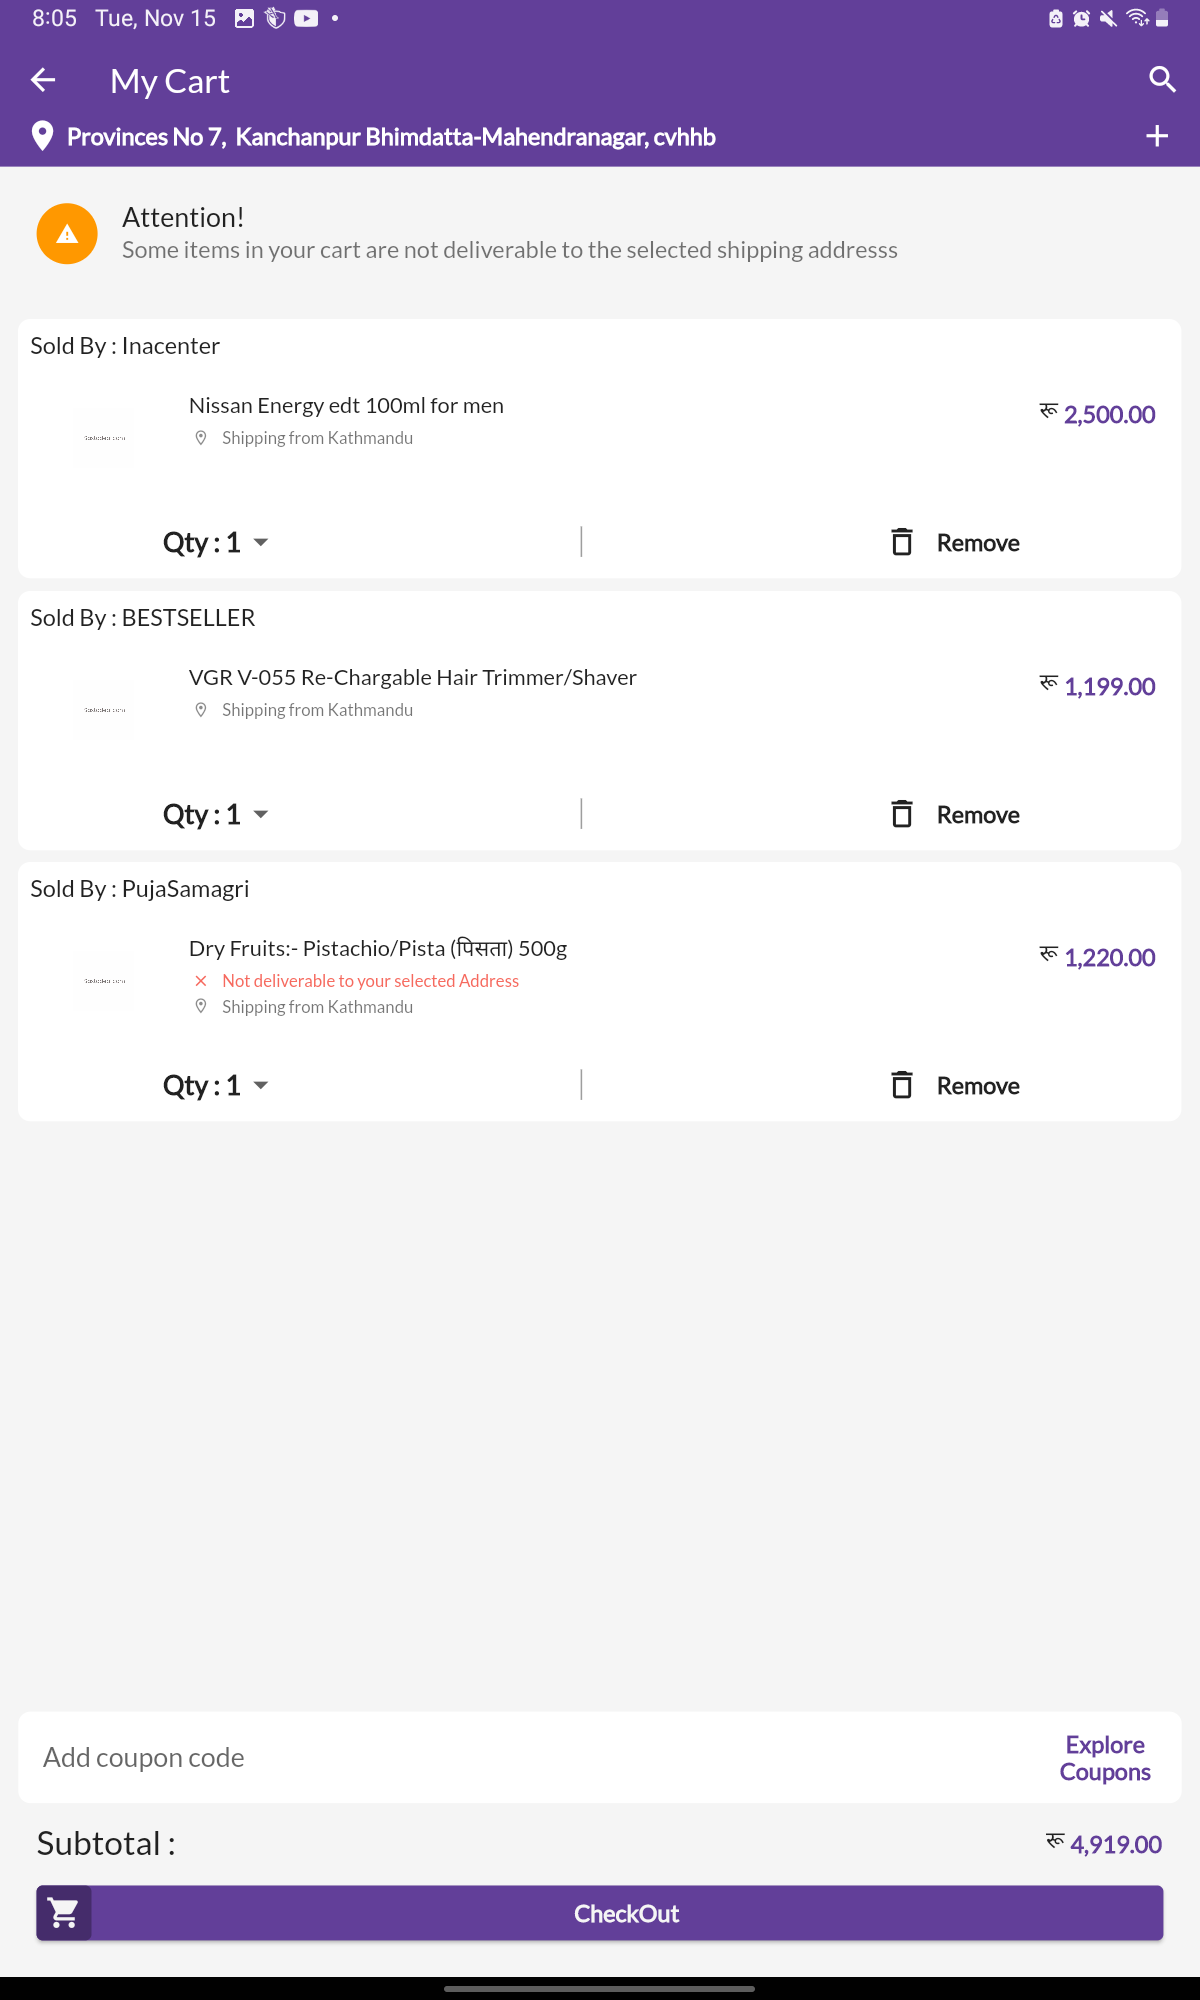 8:05 Tue, Nov 15
My Cart
Provinces No 7, Kanchanpur Bhimdatta-Mahendranagar, cvhhb
Attention!
Some items in your cart are not deliverable to the selected shipping addresss
Sold By : Inacenter
Nissan Energy edt 100ml for men
रू 2,500.00
Shipping from Kathmandu
Qty : 1
Remove
Sold By : BESTSELLER
VGR V-055 Re-Chargable Hair Trimmer/Shaver
रू 1,199.00
Shipping from Kathmandu
Qty : 1
Remove
Sold By : PujaSamagri
Dry Fruits:- Pistachio/Pista (पिसता) 500g
रू 1,220.00
Not deliverable to your selected Address
Shipping from Kathmandu
Qty : 1
Remove
Add coupon code
Explore
Coupons
Subtotal :
रू 4,919.00
CheckOut